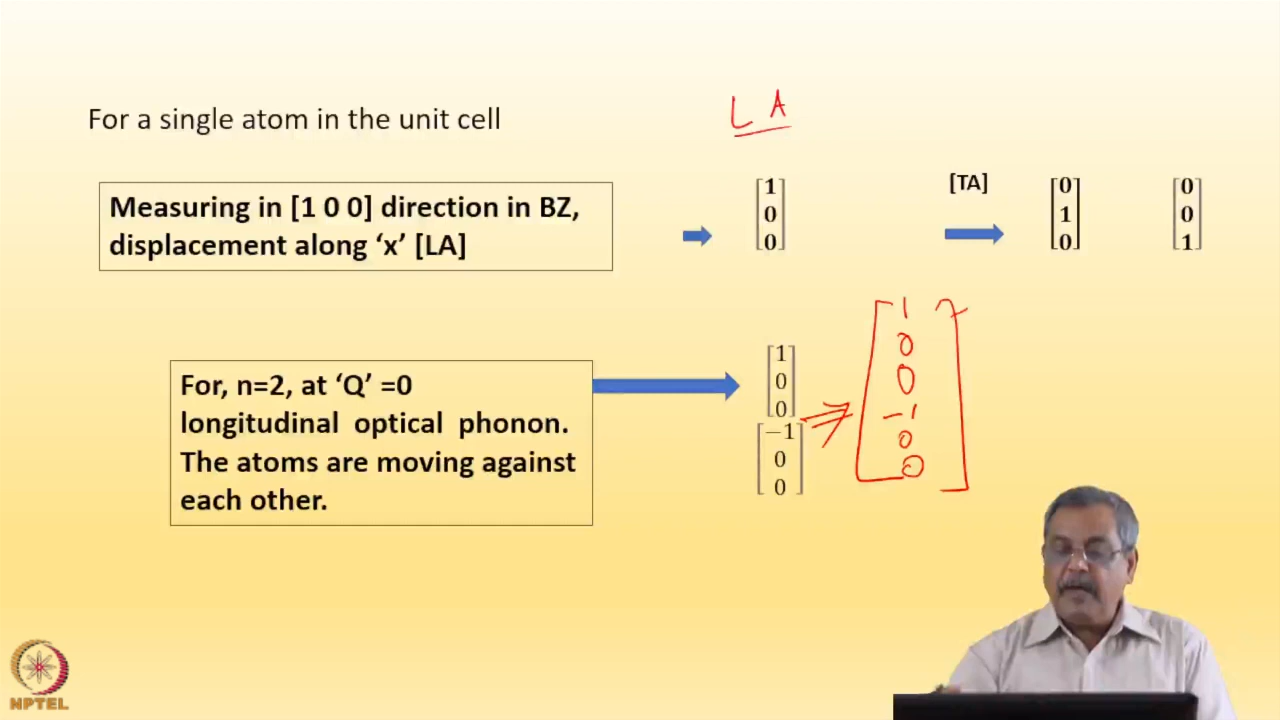 L A
For a single atom in the unit cell
Measuring in [1 0 0] direction in BZ,
displacement along ‘x’ [LA]
[1
0
0]
[TA]
[0
1
0]
[0
0
1]
For, n=2, at ‘Q’ =0
longitudinal optical phonon.
The atoms are moving against
each other.
[1
0
0]
[−1
0
0]
[1
0
0
-1
0
0]
NPTEL